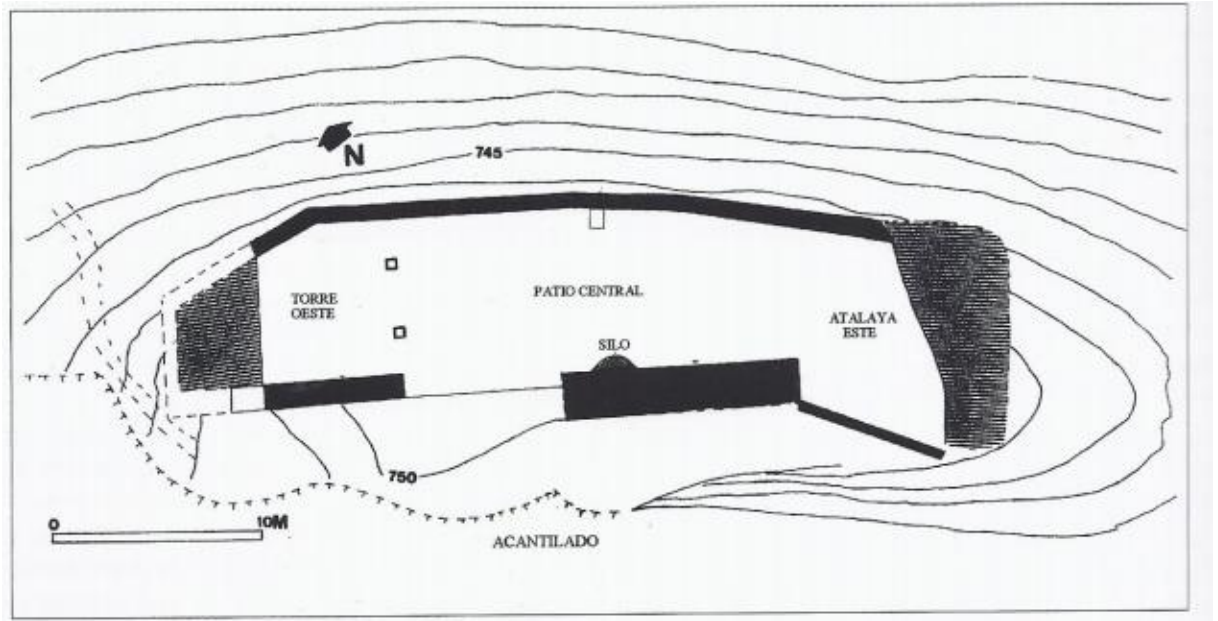 N
745
TORRE
OESTE
PATIO CENTRAL
ATALAYA
ESTE
SILO
750
0 10M
ACANTILADO